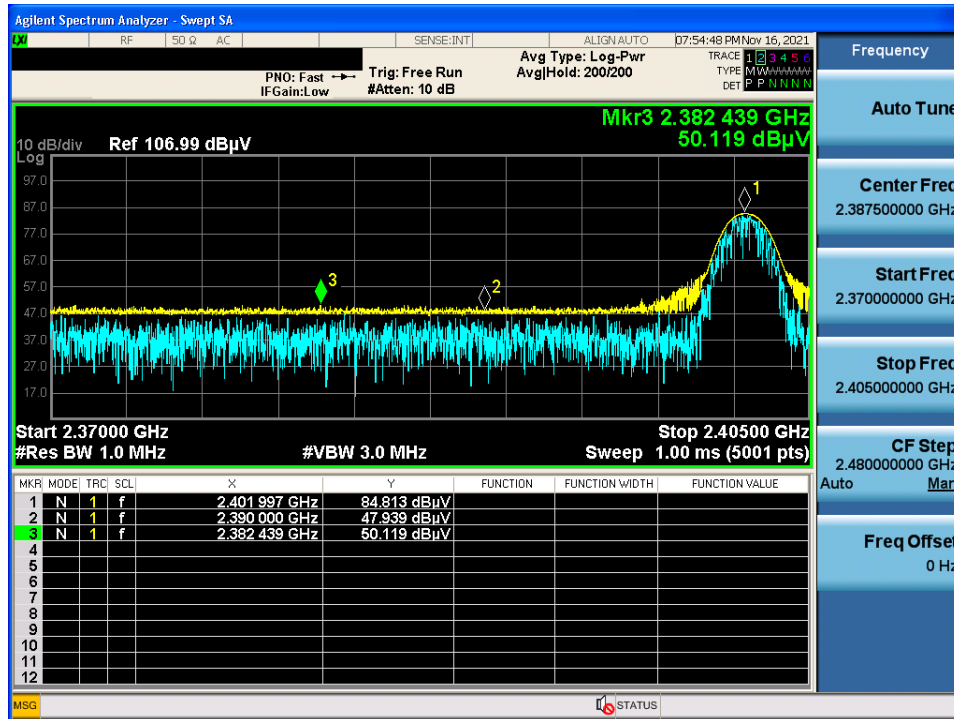 Agilent Spectrum Analyzer - Swept SA
LXI RF 50 Ω AC SENSE:INT ALIGN AUTO 07:54:48 PM Nov 16, 2021
Frequency
PNO: Fast
IFGain:Low
Trig: Free Run
#Atten: 10 dB
Avg Type: Log-Pwr
Avg|Hold: 200/200
TRACE 1 2 3 4 5 6
TYPE M W W W W W
DET P P N N N N
Auto Tune
Mkr3 2.382 439 GHz
50.119 dBµV
10 dB/div Ref 106.99 dBµV
Log
97.0
87.0
77.0
67.0
57.0
47.0
37.0
27.0
17.0
1
2
3
Start 2.37000 GHz Stop 2.40500 GHz
#Res BW 1.0 MHz #VBW 3.0 MHz Sweep 1.00 ms (5001 pts)
Center Freq
2.387500000 GHz
Start Freq
2.370000000 GHz
Stop Freq
2.405000000 GHz
CF Step
2.480000000 GHz
Auto Man
Freq Offset
0 Hz
MKR MODE TRC SCL X Y FUNCTION FUNCTION WIDTH FUNCTION VALUE
1 N 1 f 2.401 997 GHz 84.813 dBµV
2 N 1 f 2.390 000 GHz 47.939 dBµV
3 N 1 f 2.382 439 GHz 50.119 dBµV
4
5
6
7
8
9
10
11
12
MSG STATUS